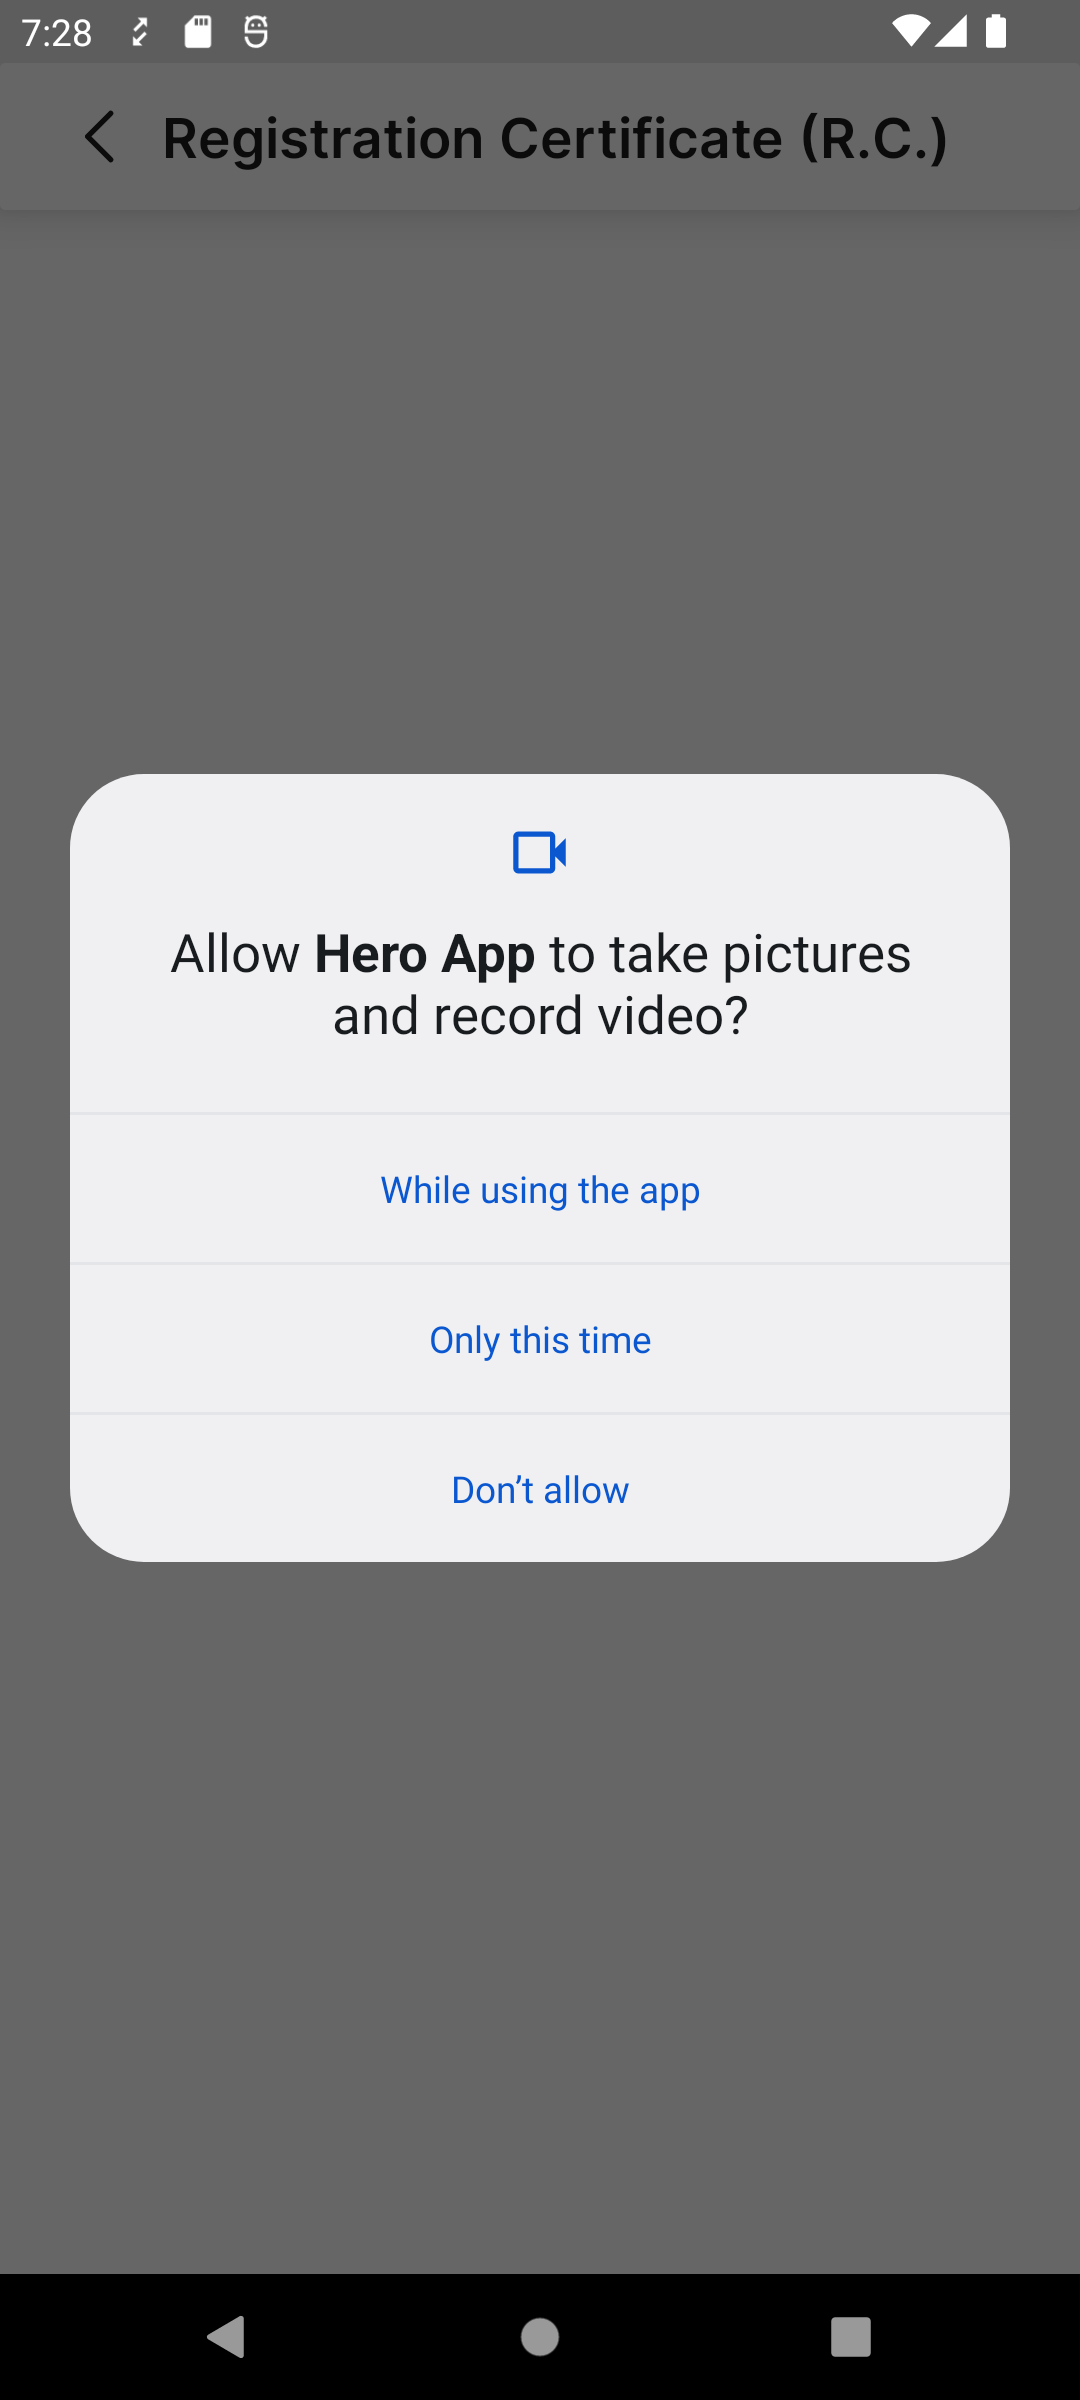 7:28
Registration Certificate (R.C.)
Allow Hero App to take pictures
and record video?
While using the app
Only this time
Don’t allow